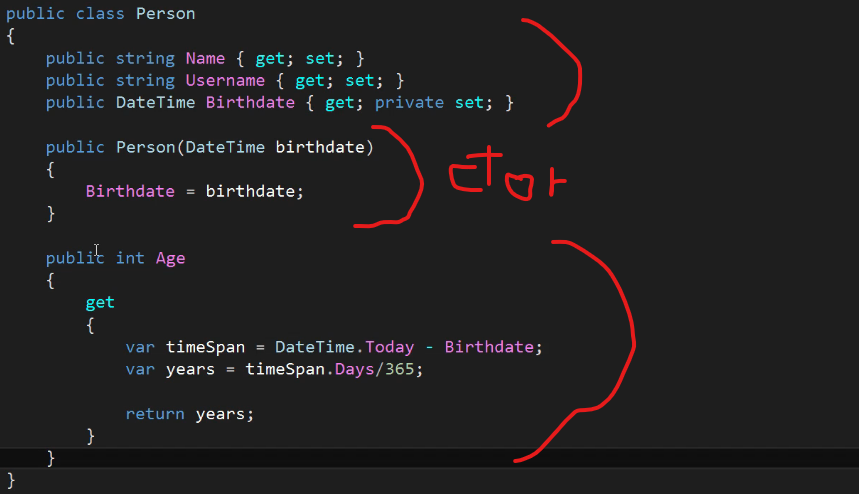 public class Person
{
public string Name { get; set; }
public string Username { get; set; }
public DateTime Birthdate { get; private set; }
public Person(DateTime birthdate)
{
Birthdate = birthdate;
}
ctor
public int Age
{
get
{
var timeSpan = DateTime.Today - Birthdate;
var years = timeSpan.Days/365;
return years;
}
}
}